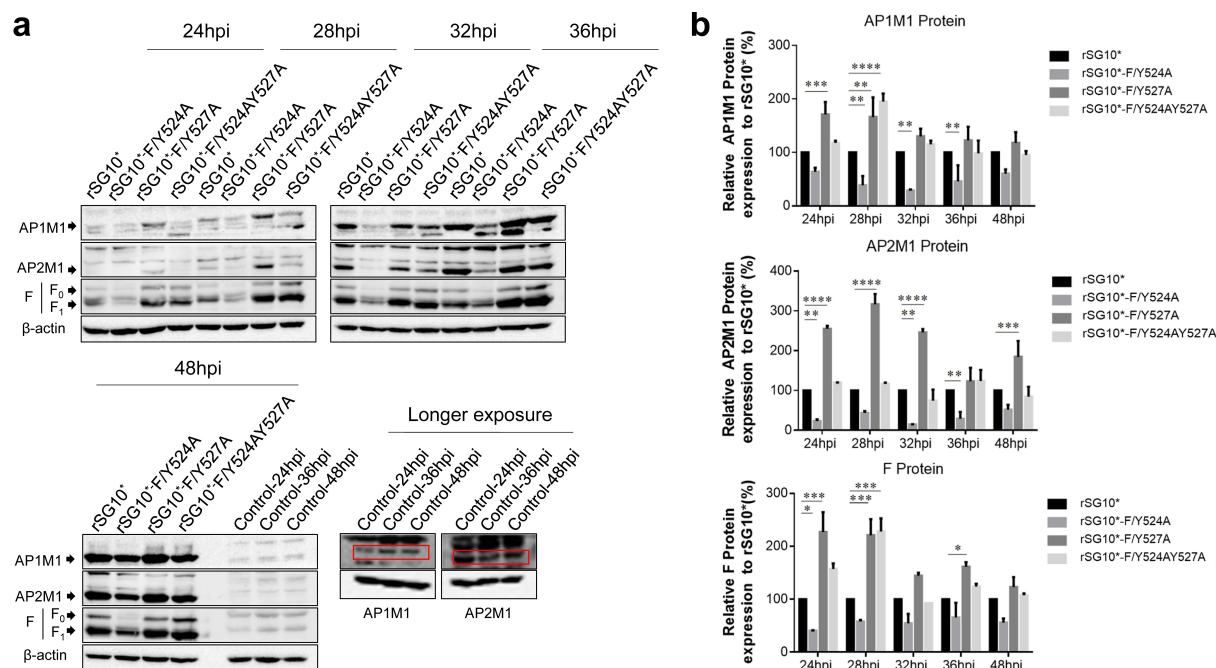 a
24hpi 28hpi 32hpi 36hpi
rSG10*
rSG10*-F/Y524A
rSG10*-F/Y527A
rSG10*-F/Y524AY527A
rSG10*
rSG10*-F/Y524A
rSG10*-F/Y527A
rSG10*-F/Y524AY527A
rSG10*
rSG10*-F/Y524A
rSG10*-F/Y527A
rSG10*-F/Y524AY527A
rSG10*
rSG10*-F/Y524A
rSG10*-F/Y527A
rSG10*-F/Y524AY527A
AP1M1
AP2M1
F
F0
F1
β-actin
48hpi
rSG10*
rSG10*-F/Y524A
rSG10*-F/Y527A
rSG10*-F/Y524AY527A
Control-24hpi
Control-36hpi
Control-48hpi
Longer exposure
Control-24hpi
Control-36hpi
Control-48hpi
Control-24hpi
Control-36hpi
Control-48hpi
AP1M1
AP2M1
F
F0
F1
β-actin
AP1M1
AP2M1
b
AP1M1 Protein
Relative AP1M1 Protein
expression to rSG10* (%)
300
200
100
0
***
**
**
****
**
**
24hpi 28hpi 32hpi 36hpi 48hpi
rSG10*
rSG10*-F/Y524A
rSG10*-F/Y527A
rSG10*-F/Y524AY527A
AP2M1 Protein
Relative AP2M1 Protein
expression to rSG10* (%)
400
300
200
100
0
****
**
****
****
**
**
***
24hpi 28hpi 32hpi 36hpi 48hpi
rSG10*
rSG10*-F/Y524A
rSG10*-F/Y527A
rSG10*-F/Y524AY527A
F Protein
Relative F Protein
expression to rSG10*(%)
300
200
100
0
***
*
***
***
*
24hpi 28hpi 32hpi 36hpi 48hpi
rSG10*
rSG10*-F/Y524A
rSG10*-F/Y527A
rSG10*-F/Y524AY527A